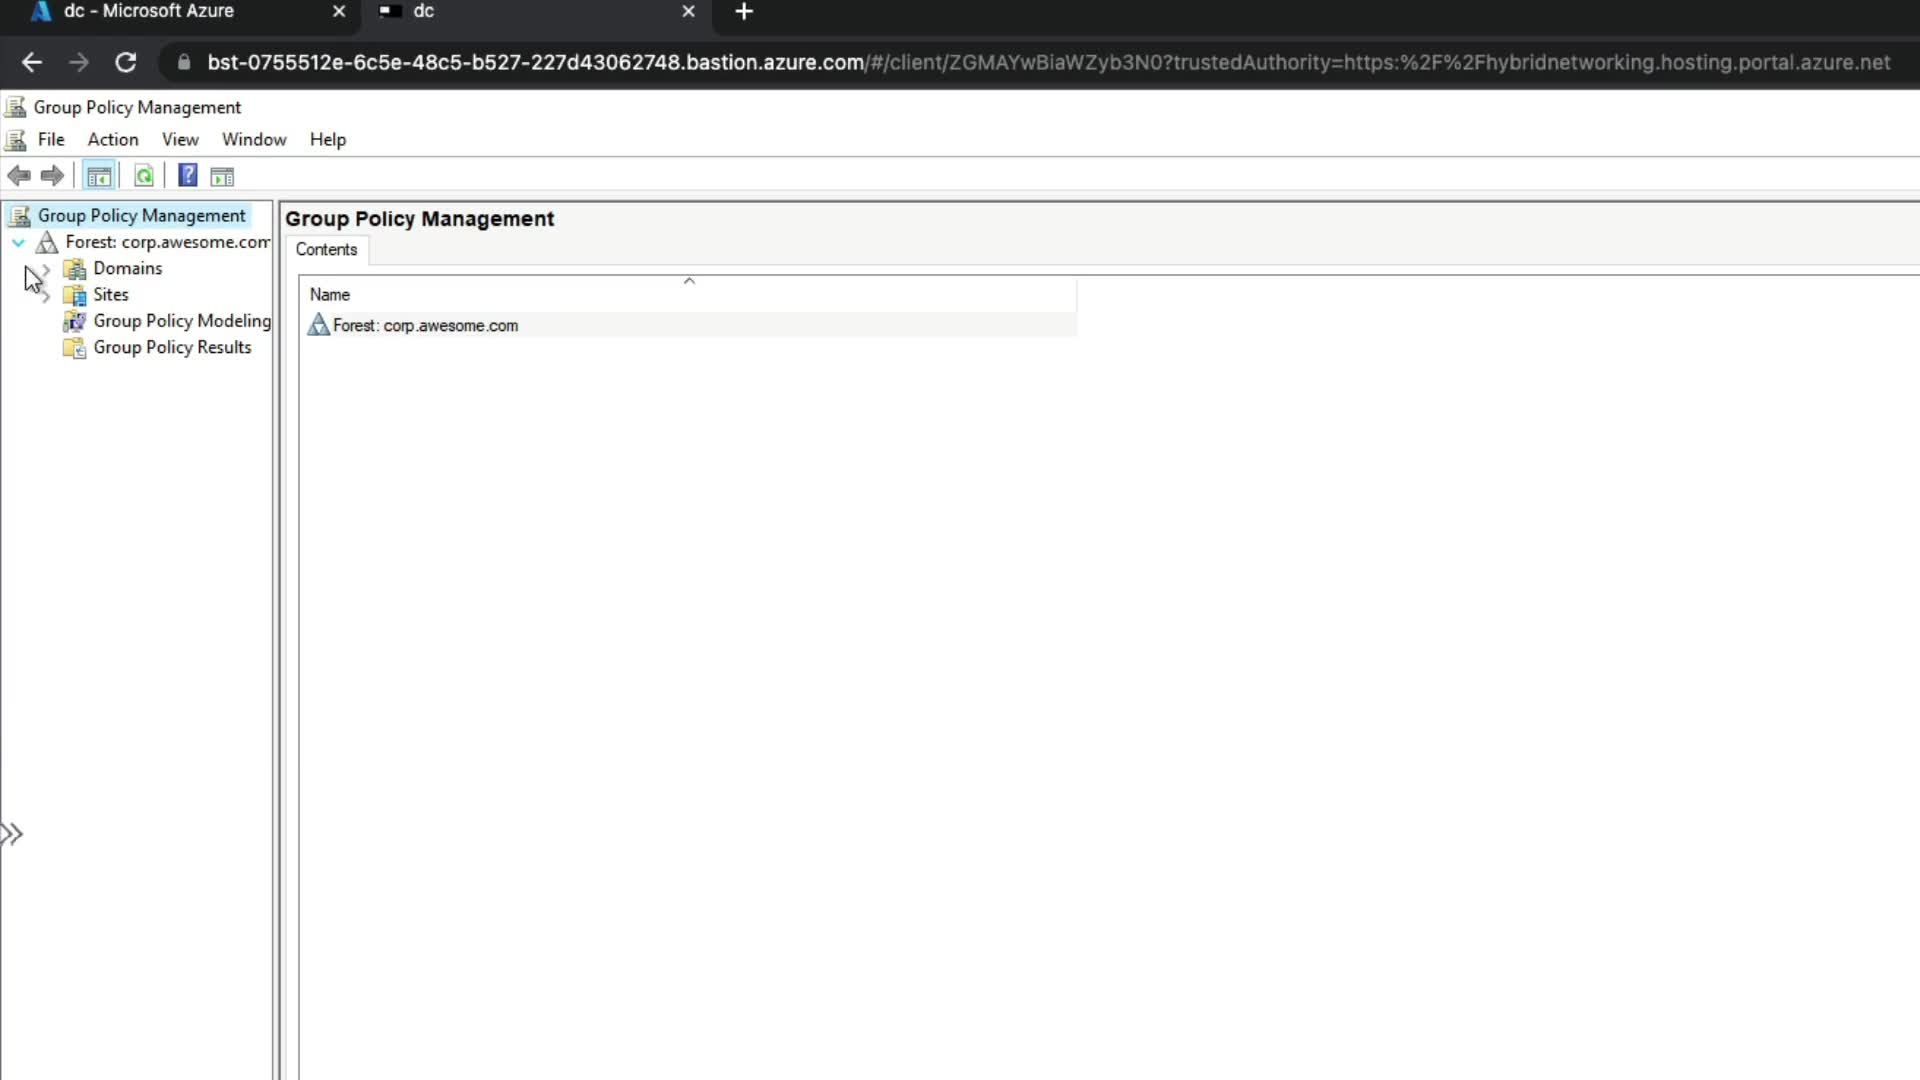 dc - Microsoft Azure
dc
bst-0755512e-6c5e-48c5-b527-227d43062748.bastion.azure.com/#/client/ZGMAYwBiaWZyb3N0?trustedAuthority=https:%2F%2Fhybridnetworking.hosting.portal.azure.net
Group Policy Management
File Action View Window Help
Group Policy Management
Forest: corp.awesome.com
Domains
Sites
Group Policy Modeling
Group Policy Results
Group Policy Management
Contents
Name
Forest: corp.awesome.com